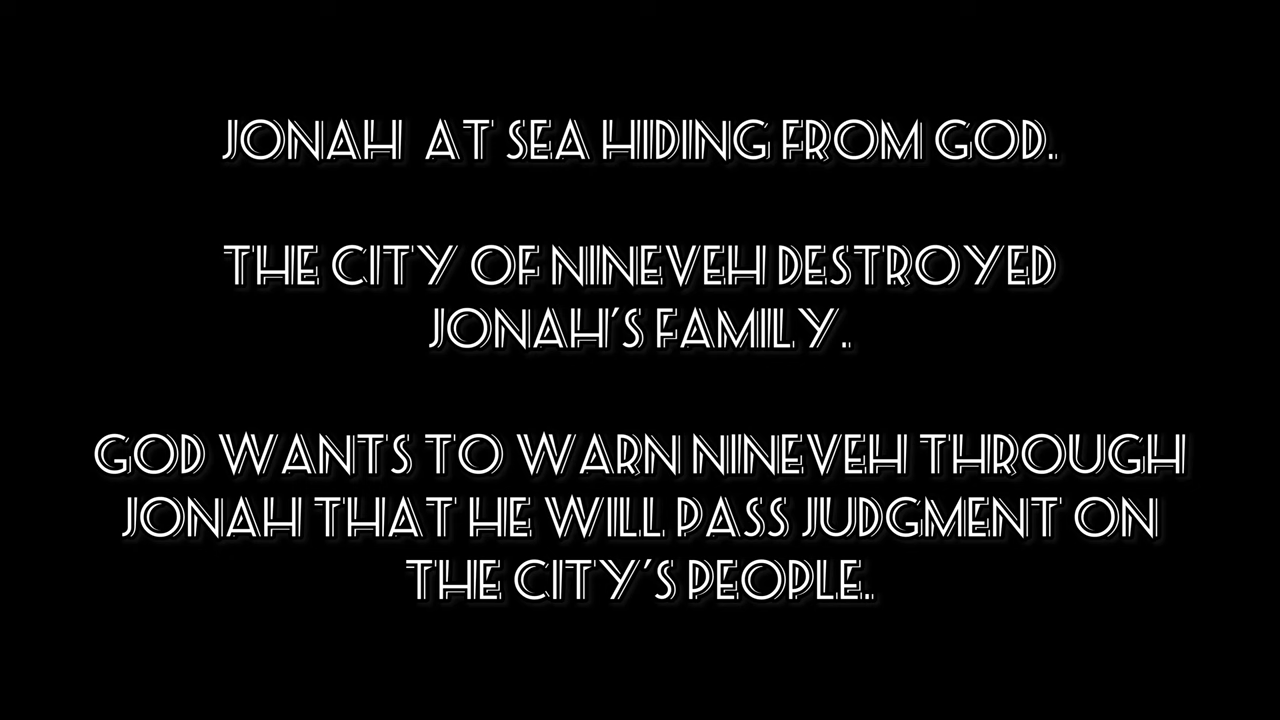 JONAH AT SEA HIDING FROM GOD.
THE CITY OF NINEVEH DESTROYED
JONAH'S FAMILY.
GOD WANTS TO WARN NINEVEH THROUGH
JONAH THAT HE WILL PASS JUDGMENT ON
THE CITY'S PEOPLE.